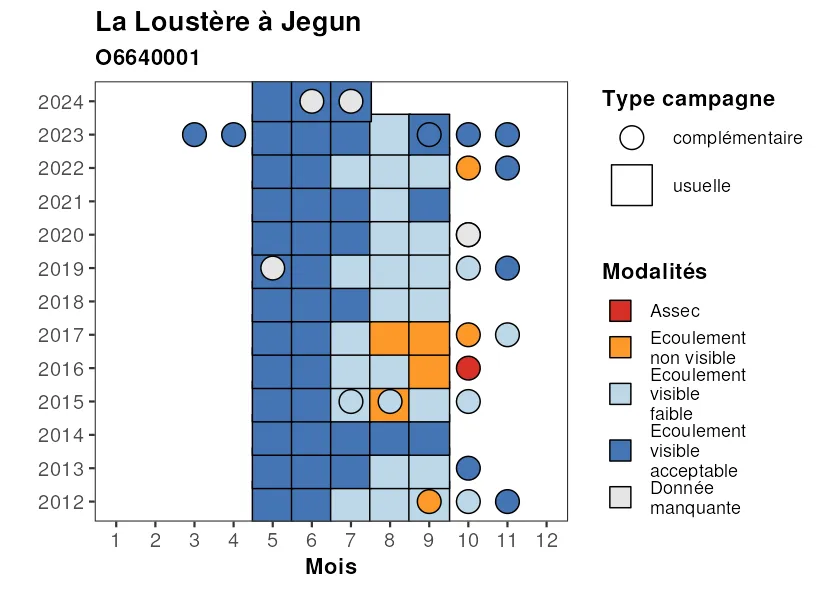 La Loustère à Jegun
O6640001
2024
2023
2022
2021
2020
2019
2018
2017
2016
2015
2014
2013
2012
1 2 3 4 5 6 7 8 9 10 11 12
Mois
Type campagne
complémentaire
usuelle
Modalités
Assec
Ecoulement
non visible
Ecoulement
visible
faible
Ecoulement
visible
acceptable
Donnée
manquante